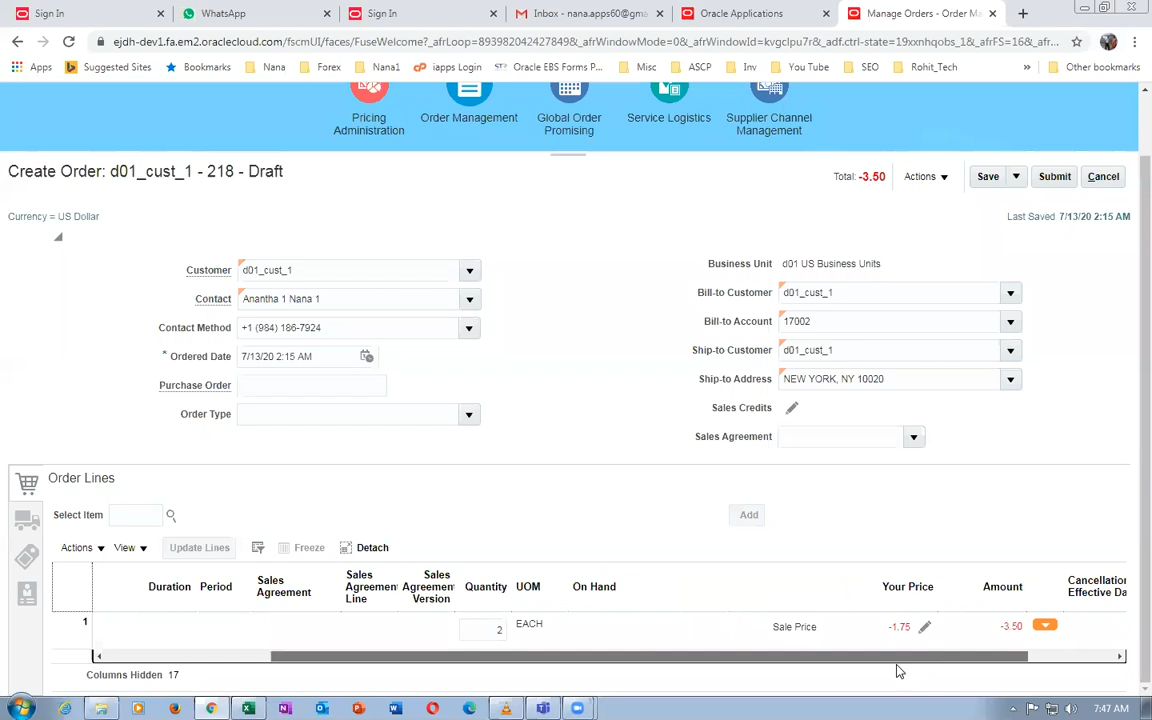 Sign In
WhatsApp
Sign In
Inbox - nana.apps60@gma
Oracle Applications
Manage Orders - Order Ma
ejdh-dev1.fa.em2.oraclecloud.com/fscmUI/faces/FuseWelcome?_afrLoop=893982042427849&_afrWindowMode=0&_afrWindowId=kvgclpu7r&_adf.ctrl-state=19xxnhqobs_1&_afrFS=16&_afr...
Apps
Suggested Sites
Bookmarks
Nana
Forex
Nana1
iapps Login
Oracle EBS Forms P...
Misc
ASCP
Inv
You Tube
SEO
Rohit_Tech
»
Other bookmarks
Pricing Administration
Order Management
Global Order Promising
Service Logistics
Supplier Channel Management
Create Order: d01_cust_1 - 218 - Draft
Total: -3.50
Actions
Save
Submit
Cancel
Currency = US Dollar
Last Saved 7/13/20 2:15 AM
Customer d01_cust_1
Contact Anantha 1 Nana 1
Contact Method +1 (984) 186-7924
* Ordered Date 7/13/20 2:15 AM
Purchase Order
Order Type
Business Unit d01 US Business Units
Bill-to Customer d01_cust_1
Bill-to Account 17002
Ship-to Customer d01_cust_1
Ship-to Address NEW YORK, NY 10020
Sales Credits
Sales Agreement
Order Lines
Select Item
Add
Actions View Update Lines Freeze Detach
Duration
Period
Sales Agreement
Sales Agreement Line
Sales Agreement Version
Quantity
UOM
On Hand
Your Price
Amount
Cancellation Effective Da
1 2 EACH Sale Price -1.75 -3.50
Columns Hidden 17
7:47 AM